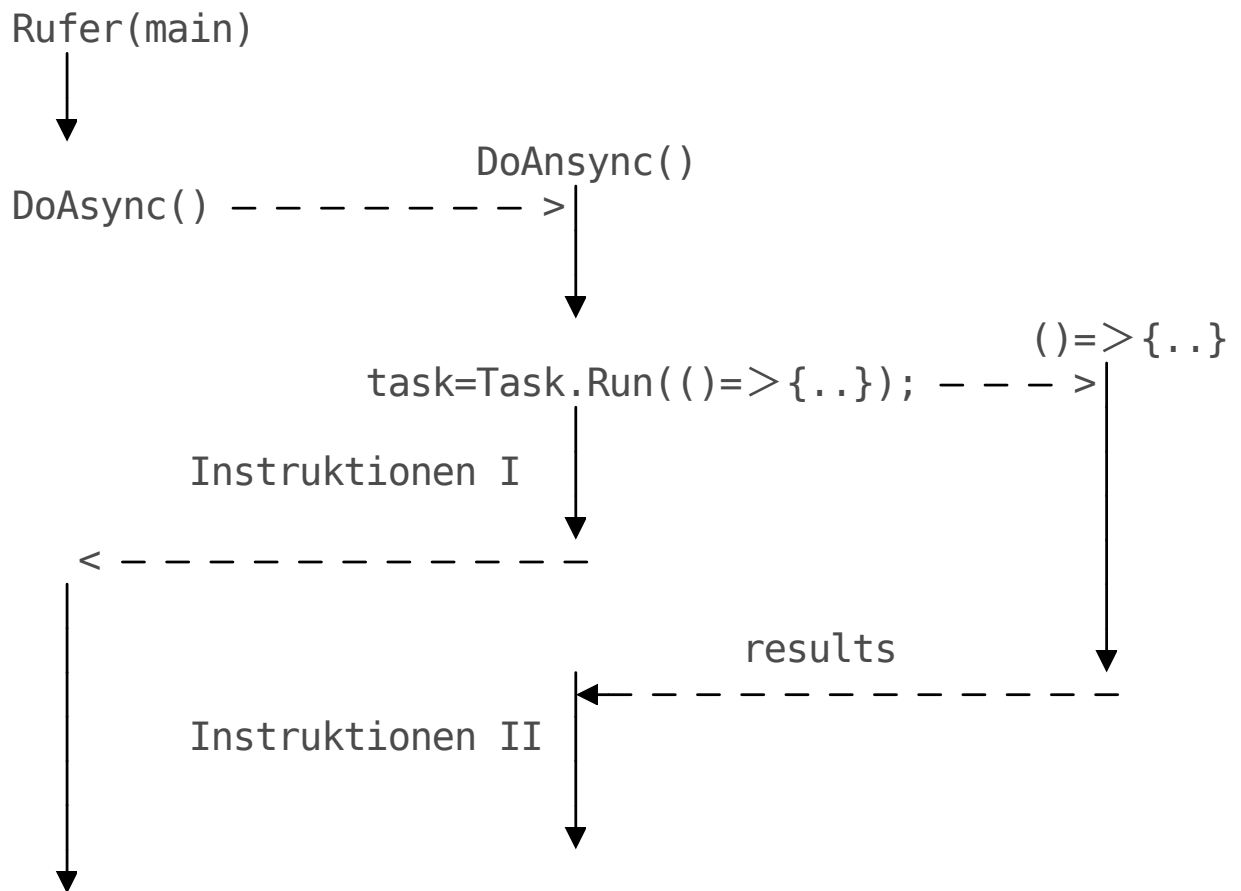 Rufer(main)
DoAnsync()
DoAsync()
()=>{..}
task=Task.Run(()=>{..});
Instruktionen I
results
Instruktionen II